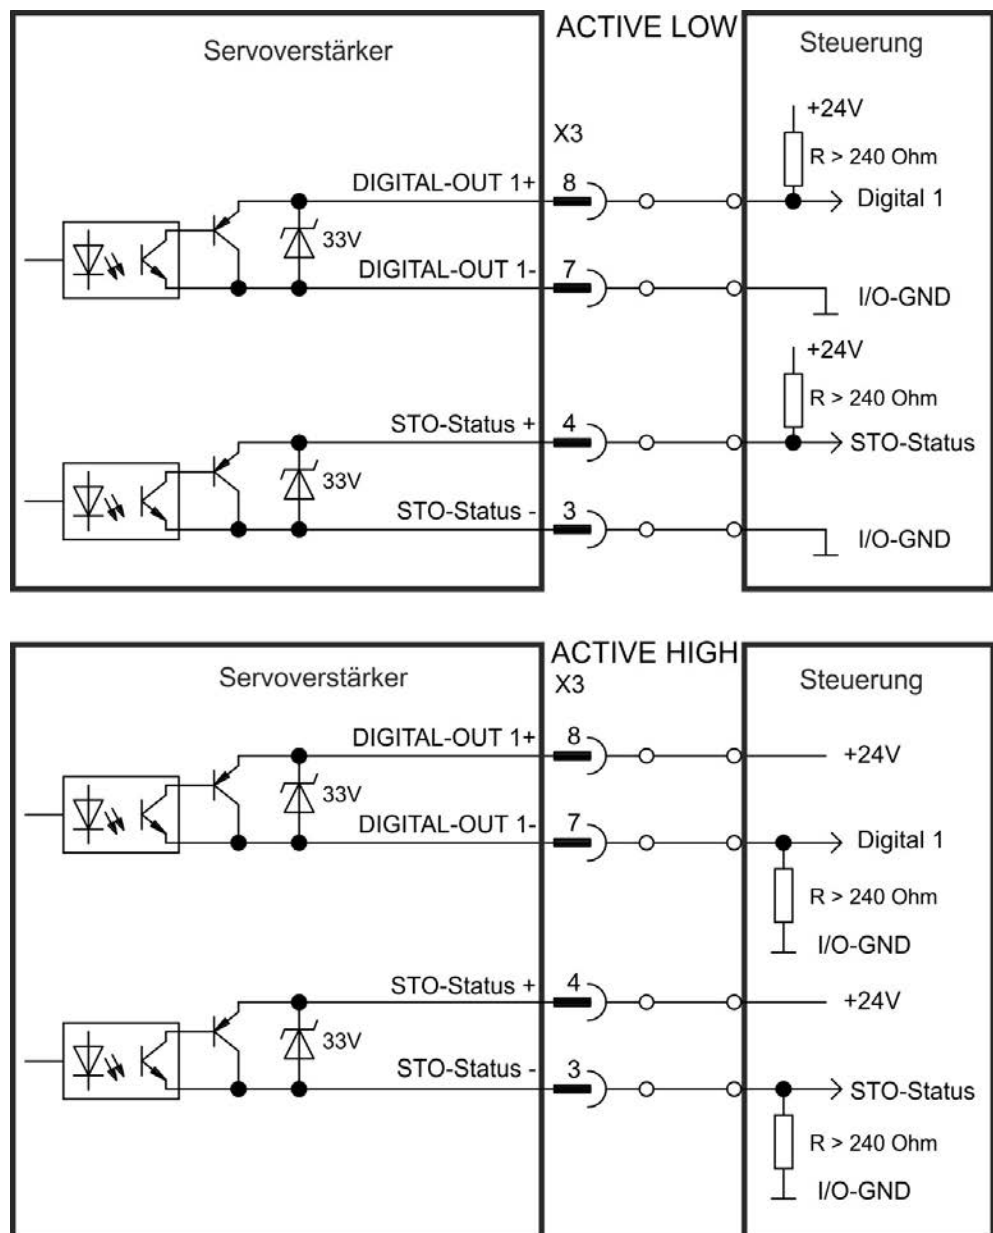 ACTIVE LOW
Servoverstärker
Steuerung
+24V
X3
R > 240 Ohm
DIGITAL-OUT 1+
8
Digital 1
33V
DIGITAL-OUT 1-
7
I/O-GND
+24V
R > 240 Ohm
STO-Status +
4
STO-Status
33V
STO-Status -
3
I/O-GND
ACTIVE HIGH
Servoverstärker
X3
Steuerung
DIGITAL-OUT 1+
8
+24V
33V
DIGITAL-OUT 1-
7
Digital 1
R > 240 Ohm
I/O-GND
STO-Status +
4
+24V
33V
STO-Status -
3
STO-Status
R > 240 Ohm
I/O-GND